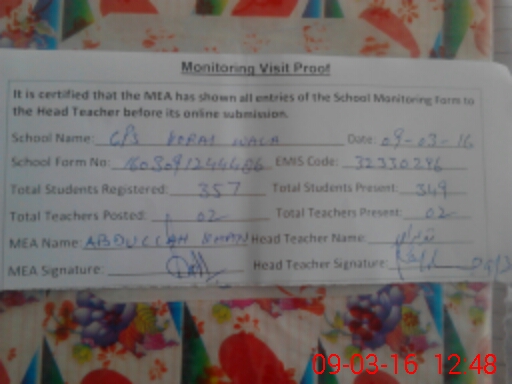 Monitoring Visit Proof
It is certified that the MEA has shown all entries of the School Monitoring Form to
the Head Teacher before its online submission.
School Name: GPS WALA Date: 09-03-16
School Form No: EMIS Code: 32330296
Total Students Registered: 357 Total Students Present: 349
Total Teachers Posted: 02 Total Teachers Present: 02
MEA Name: ABDULLAH KHAN Head Teacher Name:
MEA Signature: Head Teacher Signature:
09-03-16 12:48